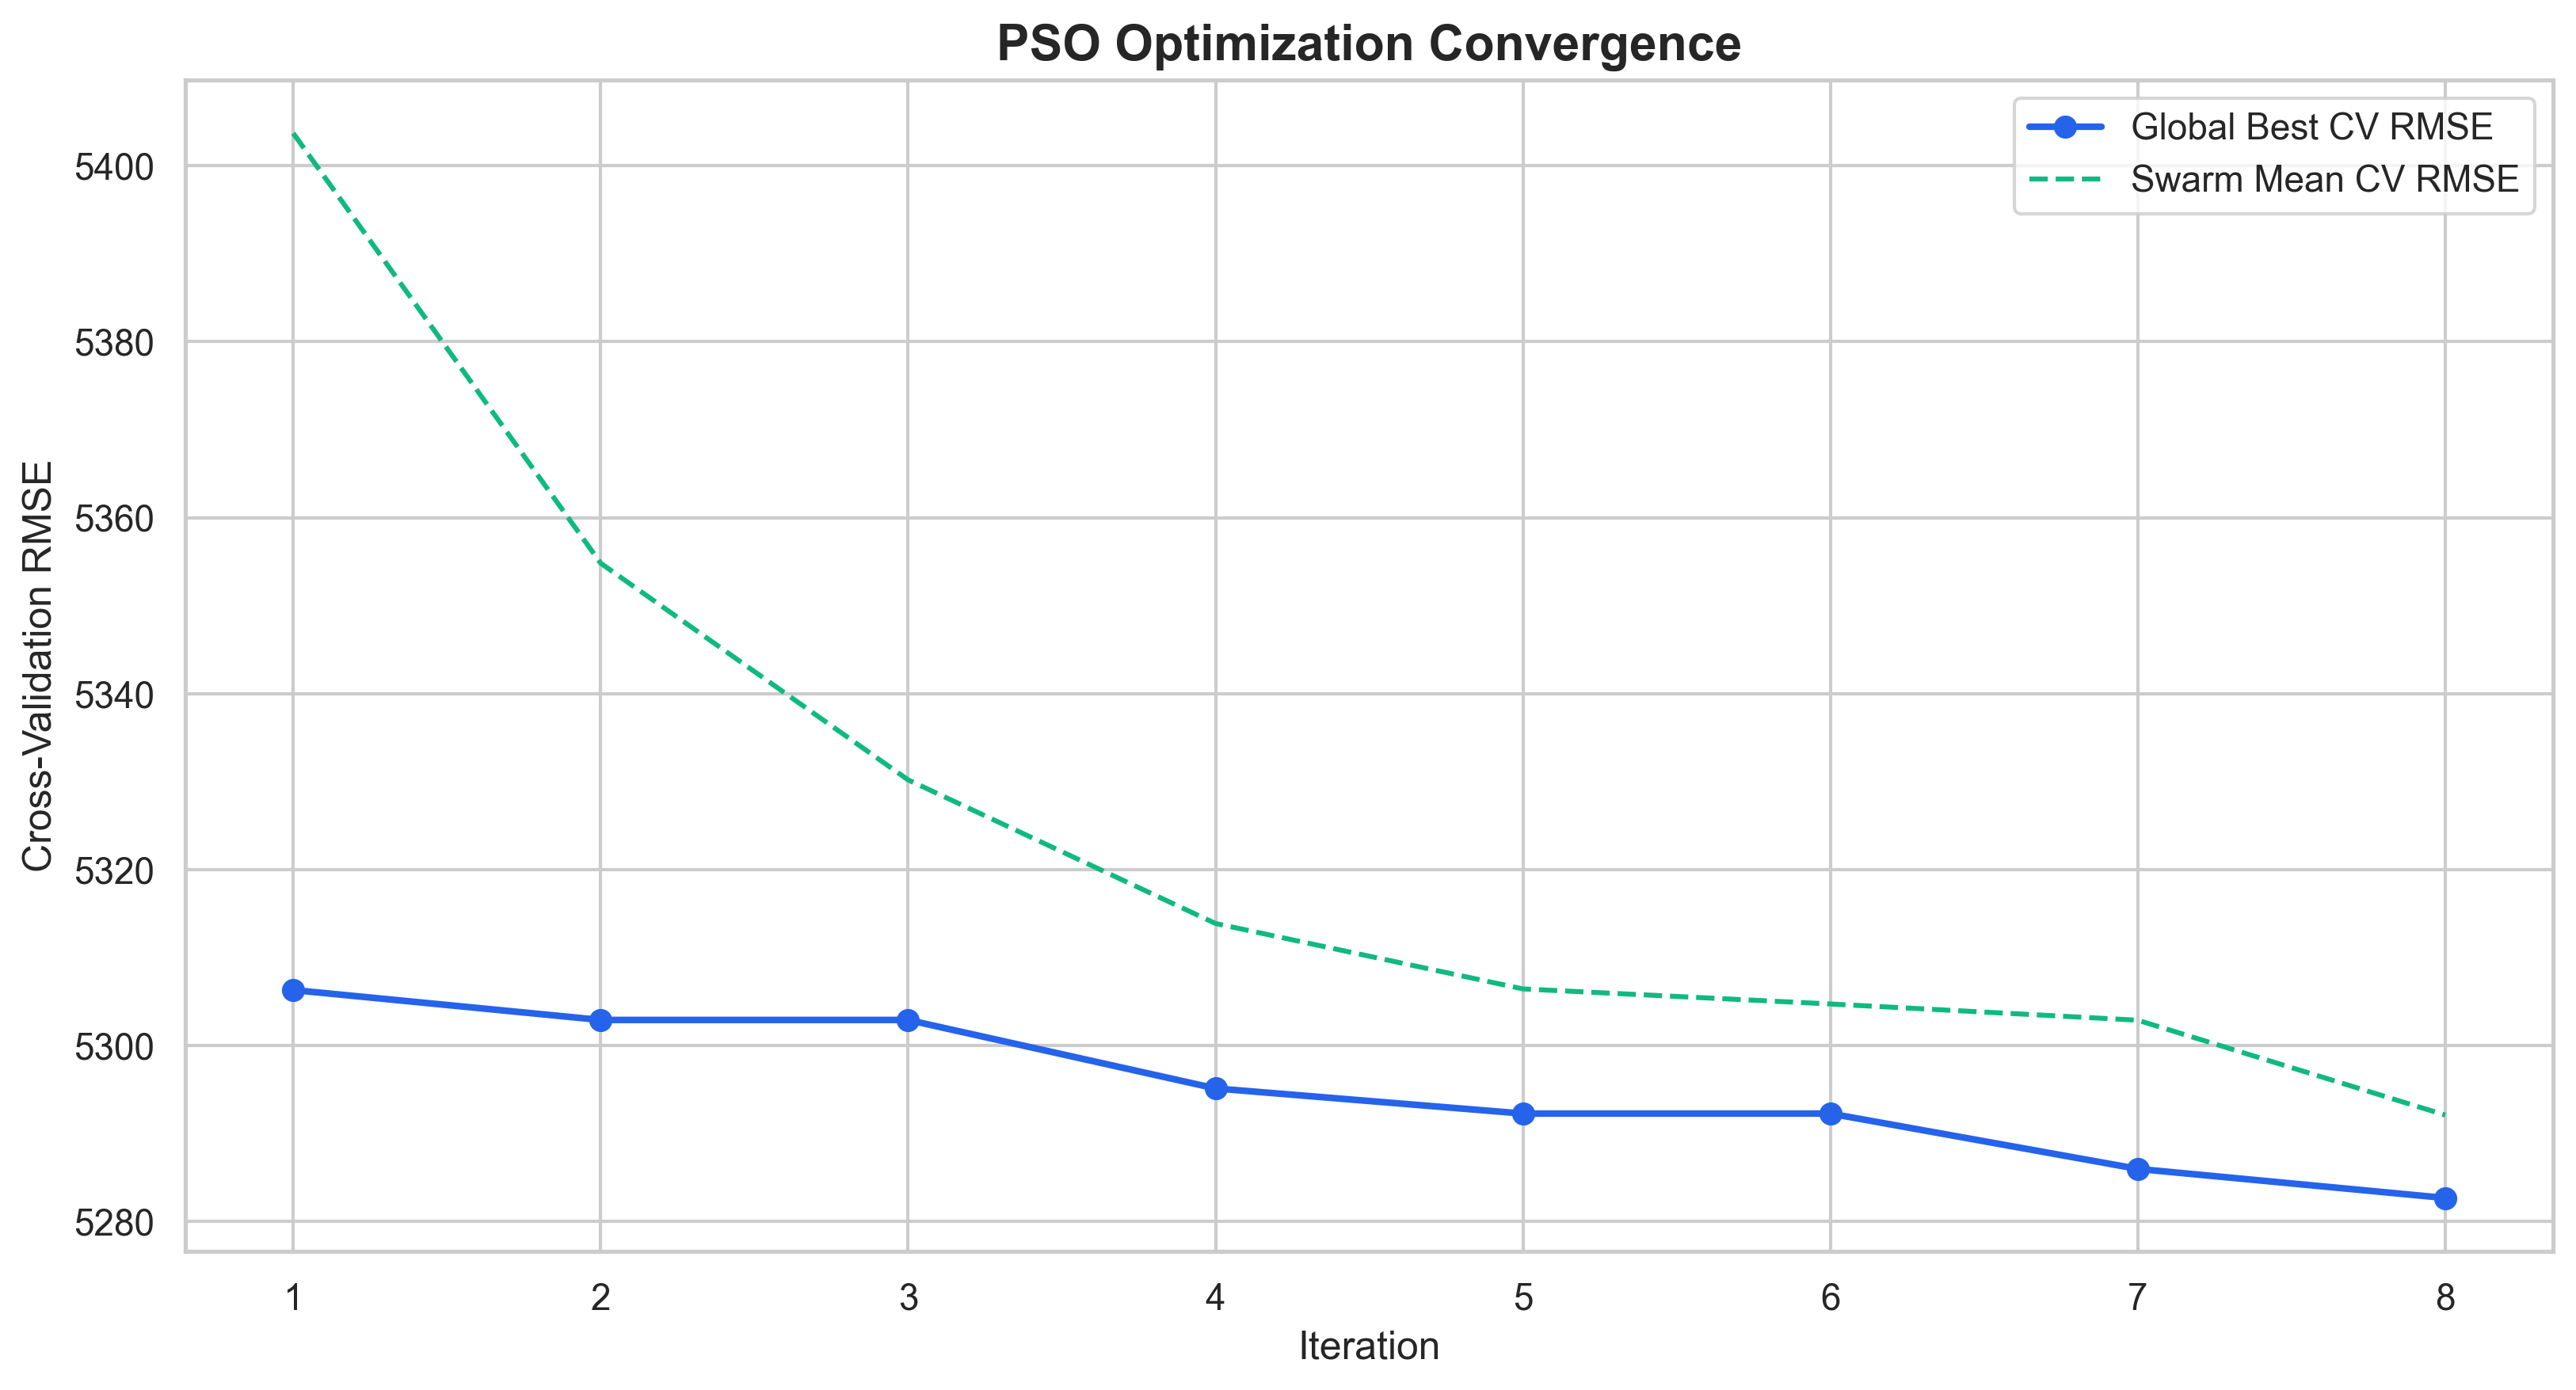 PSO Optimization Convergence
Global Best CV RMSE
Swarm Mean CV RMSE
Cross-Validation RMSE
5400
5380
5360
5340
5320
5300
5280
1 2 3 4 5 6 7 8
Iteration